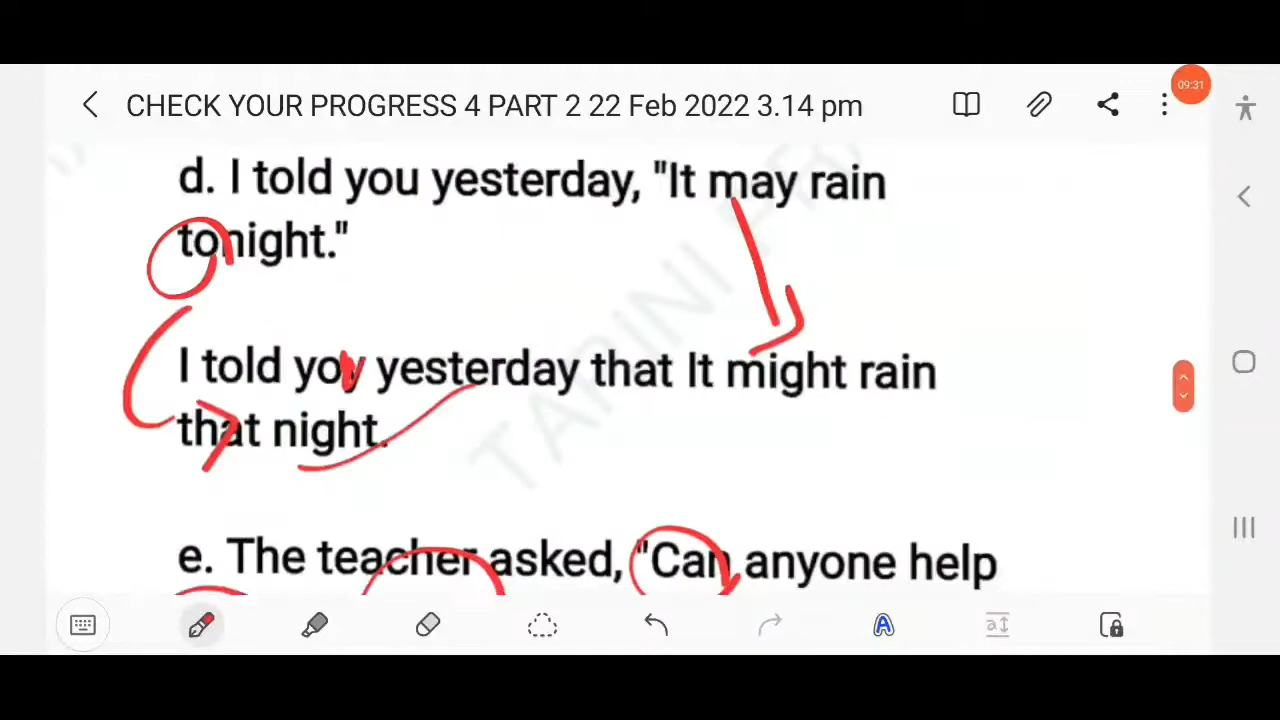 09:31
CHECK YOUR PROGRESS 4 PART 2 22 Feb 2022 3.14 pm
d. I told you yesterday, "It may rain
tonight."
I told you yesterday that It might rain
that night.
e. The teacher asked, "Can anyone help
TARINI
A
a